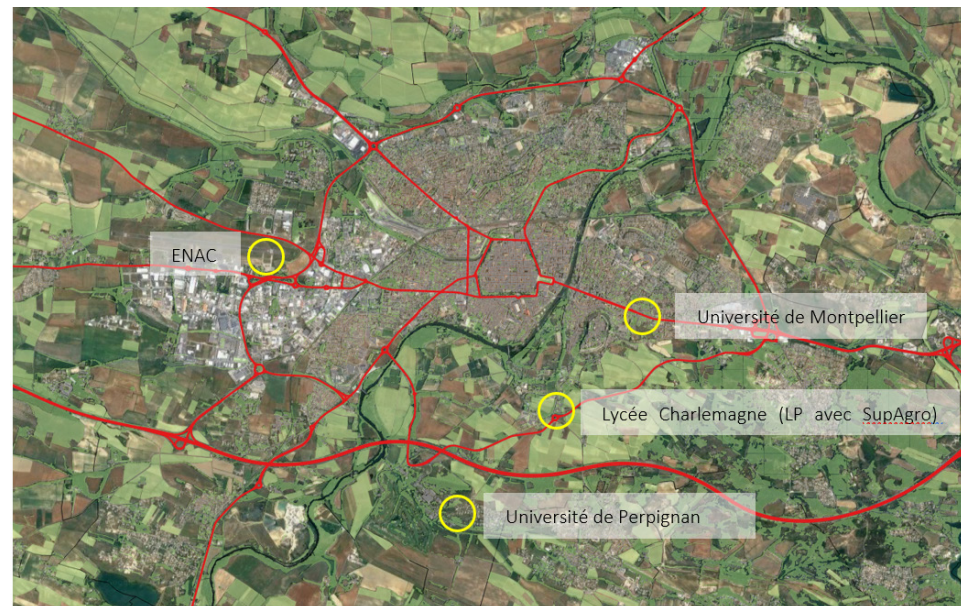 ENAC
Université de Montpellier
Lycée Charlemagne (LP avec SupAgro)
Université de Perpignan